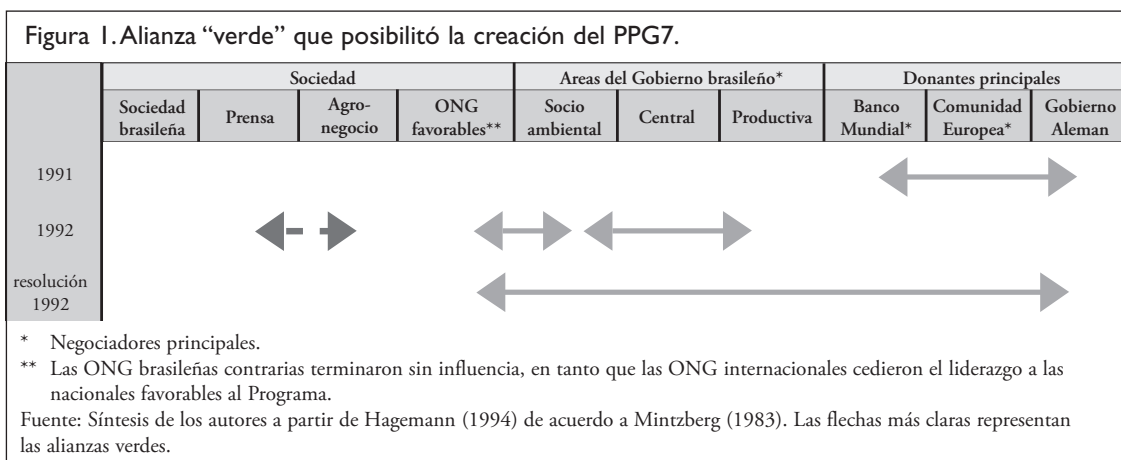 Figura 1. Alianza “verde” que posibilitó la creación del PPG7.
Sociedad
Areas del Gobierno brasileño*
Donantes principales
Sociedad brasileña
Prensa
Agro-negocio
ONG favorables**
Socio ambiental
Central
Productiva
Banco Mundial*
Comunidad Europea*
Gobierno Aleman
1991
1992
resolución
1992
* Negociadores principales.
** Las ONG brasileñas contrarias terminaron sin influencia, en tanto que las ONG internacionales cedieron el liderazgo a las
nacionales favorables al Programa.
Fuente: Síntesis de los autores a partir de Hagemann (1994) de acuerdo a Mintzberg (1983). Las flechas más claras representan
las alianzas verdes.